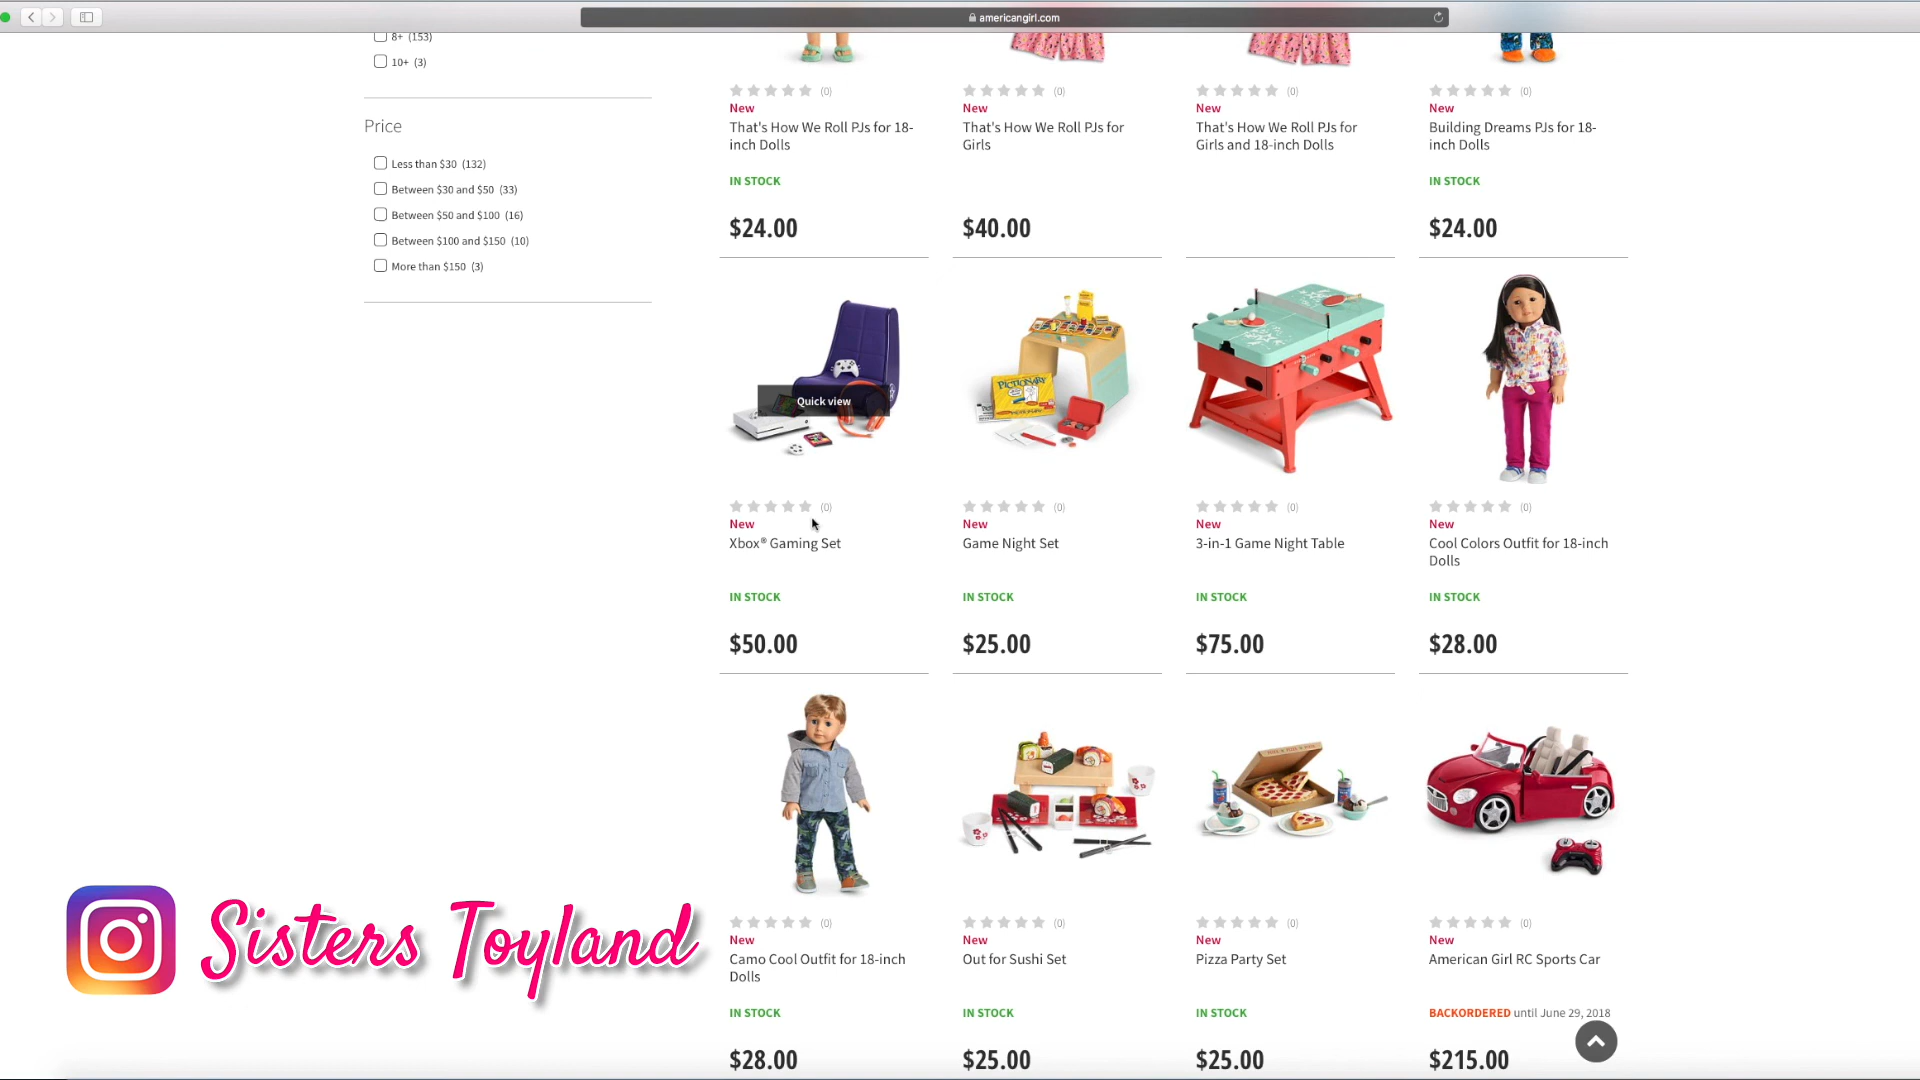 americangirl.com
8+ (153)
10+ (3)
Price
Less than $30 (132)
Between $30 and $50 (33)
Between $50 and $100 (16)
Between $100 and $150 (10)
More than $150 (3)
(0)
New
That's How We Roll PJs for 18-
inch Dolls
IN STOCK
$24.00
(0)
New
That's How We Roll PJs for
Girls
$40.00
(0)
New
That's How We Roll PJs for
Girls and 18-inch Dolls
(0)
New
Building Dreams PJs for 18-
inch Dolls
IN STOCK
$24.00
Quick view
(0)
New
Xbox® Gaming Set
IN STOCK
$50.00
PICTIONARY
(0)
New
Game Night Set
IN STOCK
$25.00
(0)
New
3-in-1 Game Night Table
IN STOCK
$75.00
(0)
New
Cool Colors Outfit for 18-inch
Dolls
IN STOCK
$28.00
(0)
New
Camo Cool Outfit for 18-inch
Dolls
IN STOCK
$28.00
(0)
New
Out for Sushi Set
IN STOCK
$25.00
(0)
New
Pizza Party Set
IN STOCK
$25.00
(0)
New
American Girl RC Sports Car
BACKORDERED until June 29, 2018
$215.00
Sisters Toyland